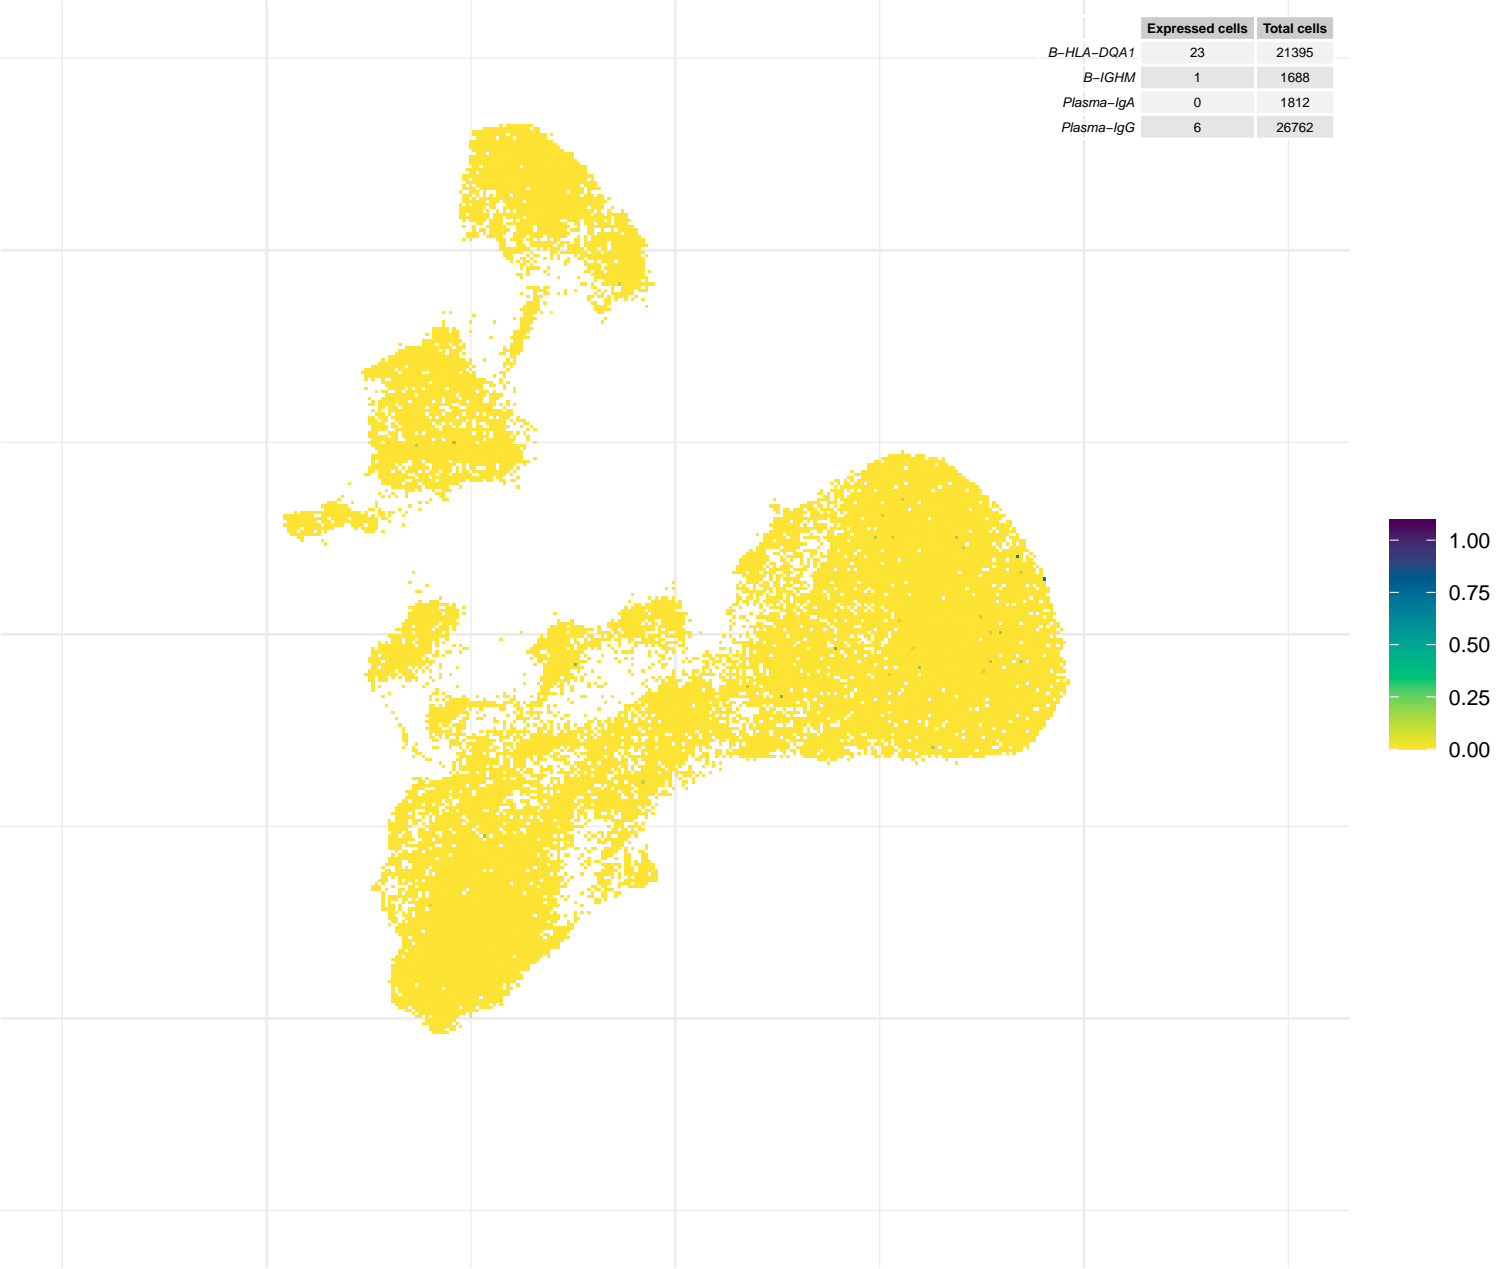 Expressed cells Total cells
B−HLA−DQA1 23 21395
B−IGHM 1 1688
Plasma−IgA 0 1812
Plasma−IgG 6 26762
1.00
0.75
0.50
0.25
0.00